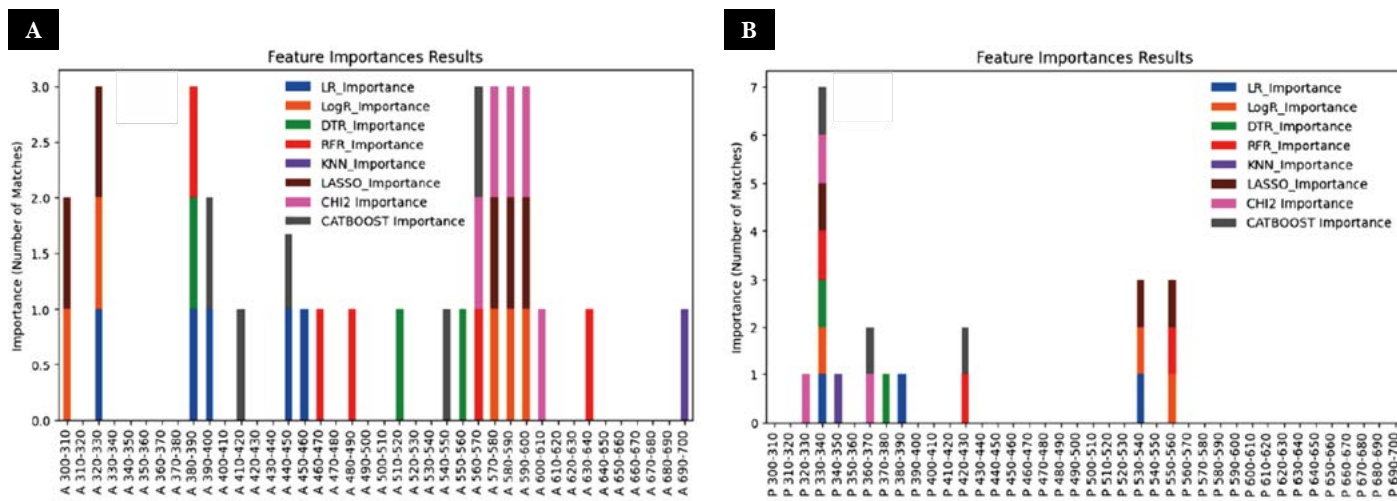 A
Feature Importances Results
Importance (Number of Matches)
3.0
2.5
2.0
1.5
1.0
0.5
0.0
LR_Importance
LogR_Importance
DTR_Importance
RFR_Importance
KNN_Importance
LASSO_Importance
CHI2 Importance
CATBOOST Importance
A 300-310
A 310-320
A 320-330
A 330-340
A 340-350
A 350-360
A 360-370
A 370-380
A 380-390
A 390-400
A 400-410
A 410-420
A 420-430
A 430-440
A 440-450
A 450-460
A 460-470
A 470-480
A 480-490
A 490-500
A 500-510
A 510-520
A 520-530
A 530-540
A 540-550
A 550-560
A 560-570
A 570-580
A 580-590
A 590-600
A 600-610
A 610-620
A 620-630
A 630-640
A 640-650
A 650-660
A 660-670
A 670-680
A 680-690
A 690-700
B
Feature Importances Results
Importance (Number of Matches)
7
6
5
4
3
2
1
0
LR_Importance
LogR_Importance
DTR_Importance
RFR_Importance
KNN_Importance
LASSO_Importance
CHI2 Importance
CATBOOST Importance
P 300-310
P 310-320
P 320-330
P 330-340
P 340-350
P 350-360
P 360-370
P 370-380
P 380-390
P 390-400
P 400-410
P 410-420
P 420-430
P 430-440
P 440-450
P 450-460
P 460-470
P 470-480
P 480-490
P 490-500
P 500-510
P 510-520
P 520-530
P 530-540
P 540-550
P 550-560
P 560-570
P 570-580
P 580-590
P 590-600
P 600-610
P 610-620
P 620-630
P 630-640
P 640-650
P 650-660
P 660-670
P 670-680
P 680-690
P 690-700